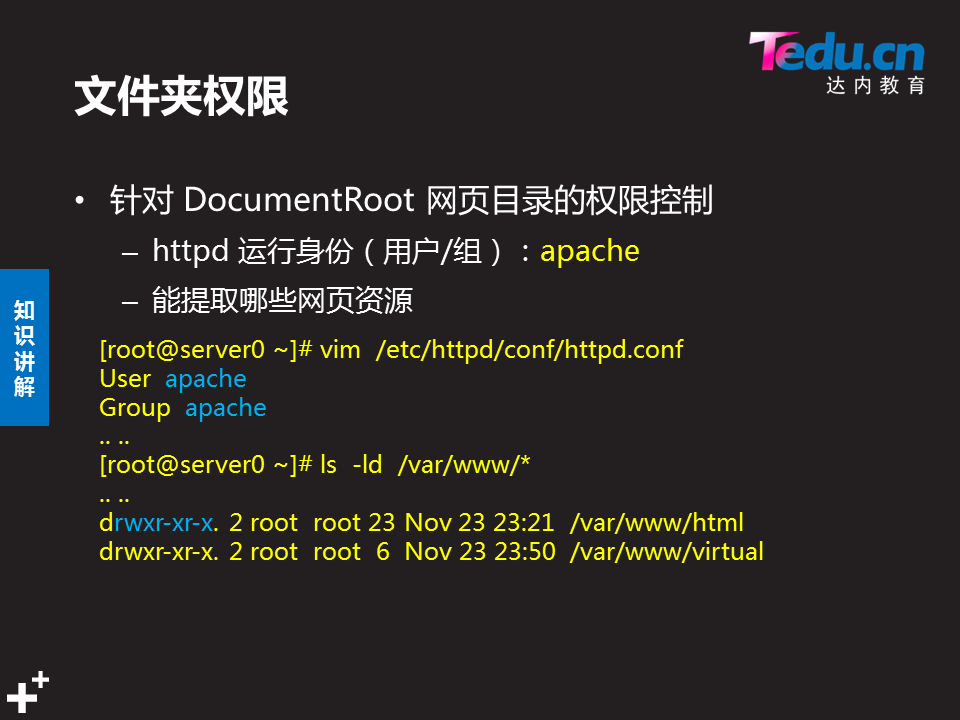 Tedu.cn
达内教育
文件夹权限
• 针对 DocumentRoot 网页目录的权限控制
– httpd 运行身份（用户/组）：apache
– 能提取哪些网页资源
知识讲解
[root@server0 ~]# vim  /etc/httpd/conf/httpd.conf
User  apache
Group  apache
.. ..
[root@server0 ~]# ls  -ld  /var/www/*
.. ..
drwxr-xr-x.  2 root  root 23 Nov 23 23:21  /var/www/html
drwxr-xr-x.  2 root  root  6  Nov 23 23:50  /var/www/virtual